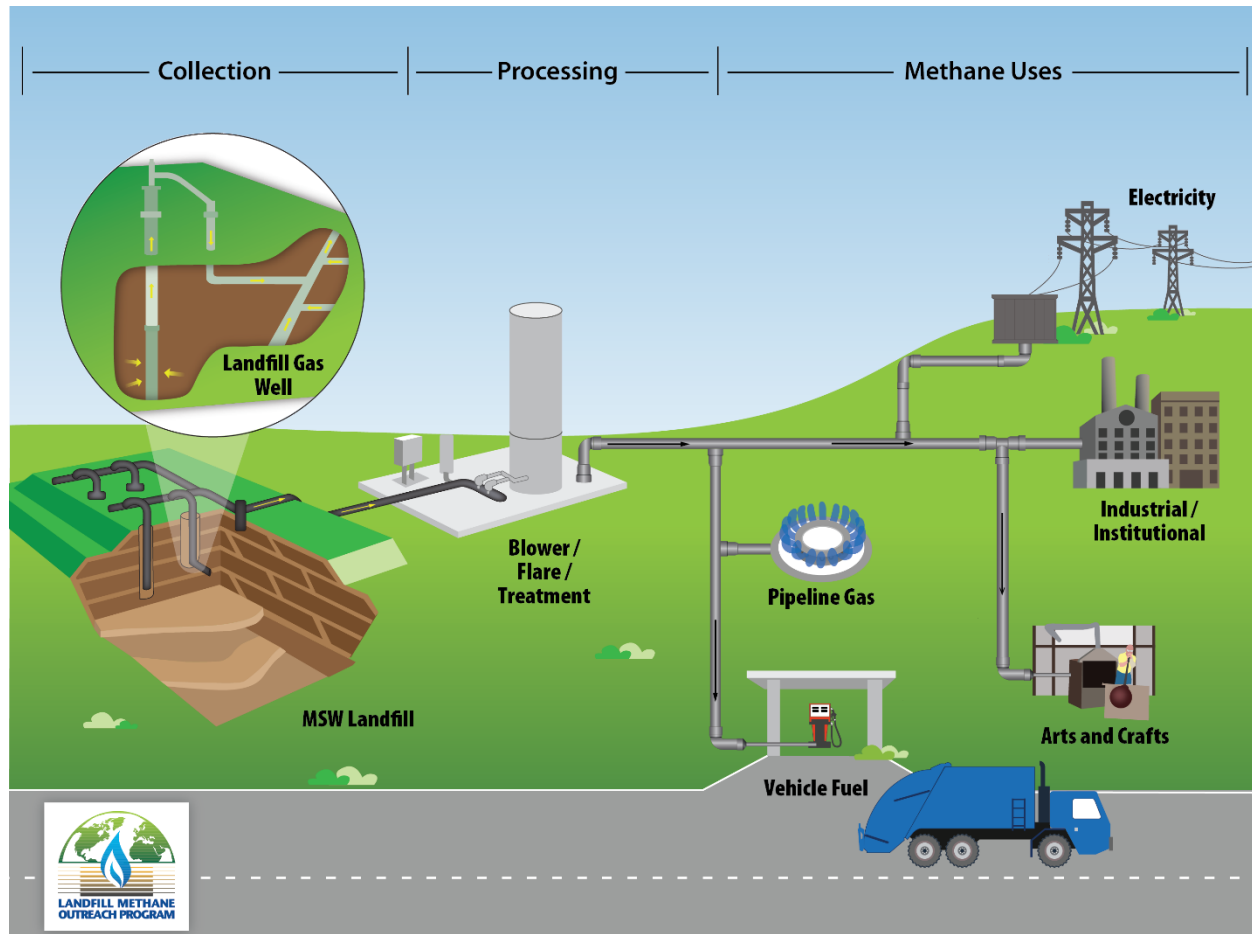 Collection
Processing
Methane Uses
Electricity
Landfill Gas
Well
Industrial /
Institutional
Blower /
Flare /
Treatment
Pipeline Gas
MSW Landfill
Arts and Crafts
Vehicle Fuel
LANDFILL METHANE
OUTREACH PROGRAM